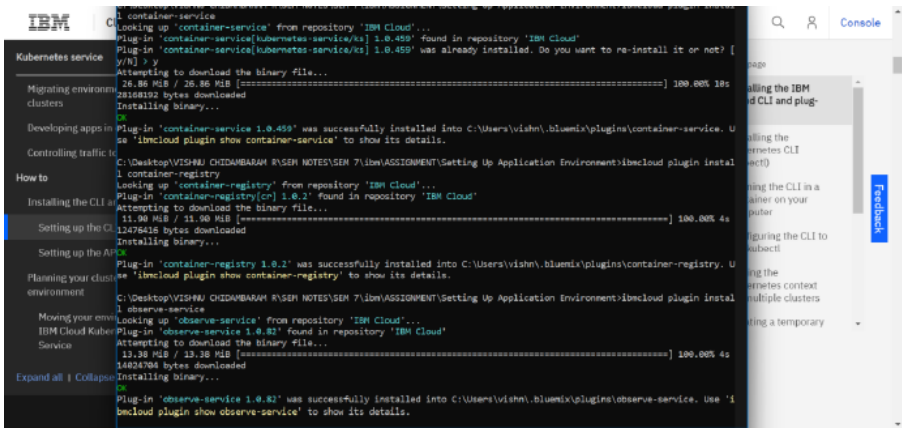 IBM
Console
Kubernetes service
Migrating environm
clusters
Developing apps in
Controlling traffic to
How to
Installing the CLI a
Setting up the CL
Setting up the AP
Planning your clust
environment
Moving your envi
IBM Cloud Kuber
Service
Expand all | Collapse
l container-service
Looking up 'container-service' from repository 'IBM Cloud'...
Plug-in 'container-service[kubernetes-service/ks] 1.0.459' found in repository 'IBM Cloud'
Plug-in 'container-service[kubernetes-service/ks] 1.0.459' was already installed. Do you want to re-install it or not? [
y/N] > y
Attempting to download the binary file...
26.86 MiB / 26.86 MiB [=====================================================================] 100.00% 10s
28168192 bytes downloaded
Installing binary...
OK
Plug-in 'container-service 1.0.459' was successfully installed into C:\Users\vishn\.bluemix\plugins\container-service. U
se 'ibmcloud plugin show container-service' to show its details.
C:\Desktop\VISHNU CHIDAMBARAM R\SEM NOTES\SEM 7\ibm\ASSIGNMENT\Setting Up Application Environment>ibmcloud plugin instal
l container-registry
Looking up 'container-registry' from repository 'IBM Cloud'...
Plug-in 'container-registry[cr] 1.0.2' found in repository 'IBM Cloud'
Attempting to download the binary file...
11.90 MiB / 11.90 MiB [======================================================================] 100.00% 4s
12476416 bytes downloaded
Installing binary...
OK
Plug-in 'container-registry 1.0.2' was successfully installed into C:\Users\vishn\.bluemix\plugins\container-registry. U
se 'ibmcloud plugin show container-registry' to show its details.
C:\Desktop\VISHNU CHIDAMBARAM R\SEM NOTES\SEM 7\ibm\ASSIGNMENT\Setting Up Application Environment>ibmcloud plugin instal
l observe-service
Looking up 'observe-service' from repository 'IBM Cloud'...
Plug-in 'observe-service 1.0.82' found in repository 'IBM Cloud'
Attempting to download the binary file...
13.38 MiB / 13.38 MiB [======================================================================] 100.00% 4s
14024704 bytes downloaded
Installing binary...
OK
Plug-in 'observe-service 1.0.82' was successfully installed into C:\Users\vishn\.bluemix\plugins\observe-service. Use 'i
bmcloud plugin show observe-service' to show its details.
page
alling the IBM
d CLI and plug-
alling the
ernetes CLI
ectl)
ning the CLI in a
ainer on your
puter
figuring the CLI to
kubectl
ing the
ernetes context
multiple clusters
ating a temporary
Feedback